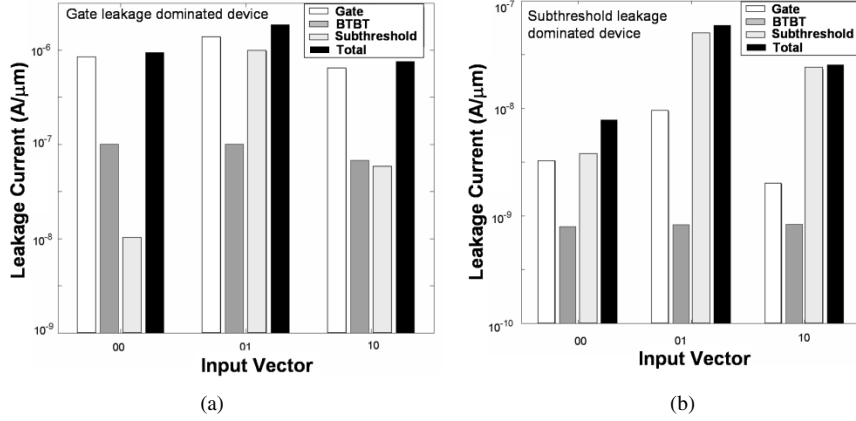 Gate leakage dominated device
Gate
BTBT
Subthreshold
Total
10⁻⁶
10⁻⁷
10⁻⁸
10⁻⁹
Leakage Current (A/μm)
00
01
10
Input Vector
(a)
Subthreshold leakage
dominated device
Gate
BTBT
Subthreshold
Total
10⁻⁷
10⁻⁸
10⁻⁹
10⁻¹⁰
Leakage Current (A/μm)
00
01
10
Input Vector
(b)